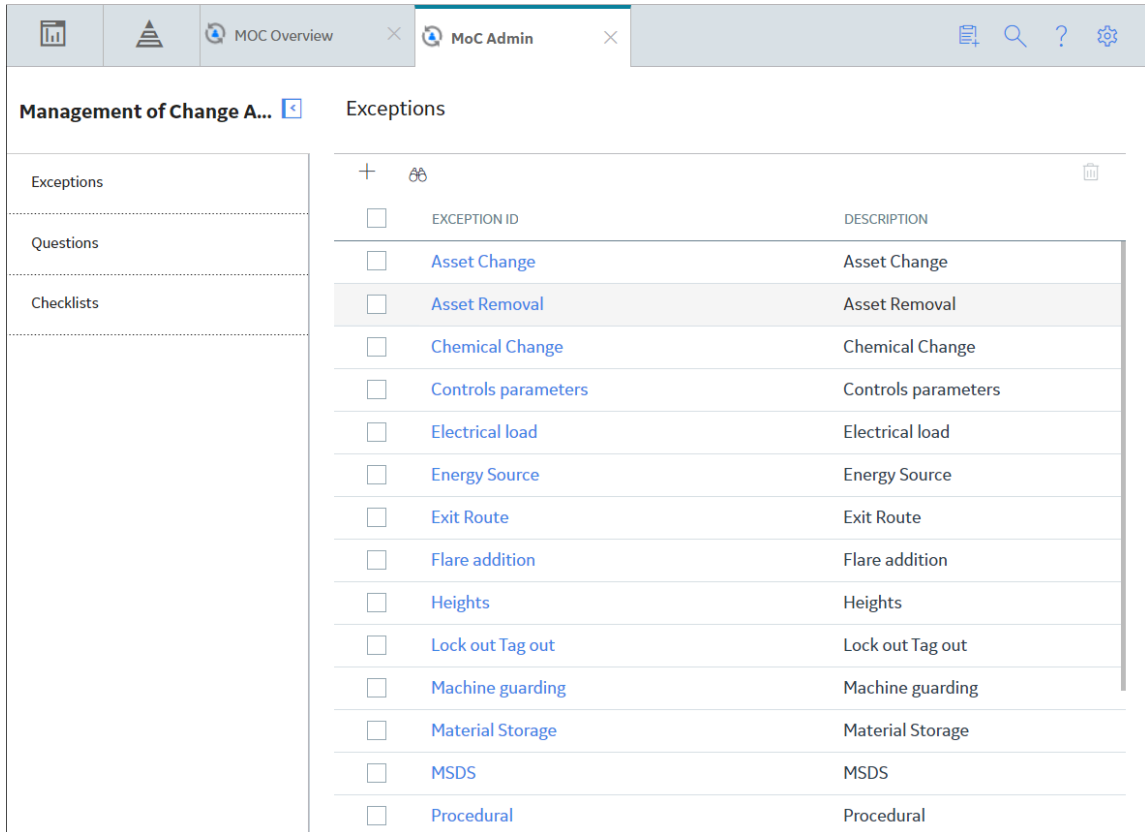 MOC Overview
MoC Admin
Management of Change A...
Exceptions
Questions
Checklists
Exceptions
EXCEPTION ID DESCRIPTION
Asset Change Asset Change
Asset Removal Asset Removal
Chemical Change Chemical Change
Controls parameters Controls parameters
Electrical load Electrical load
Energy Source Energy Source
Exit Route Exit Route
Flare addition Flare addition
Heights Heights
Lock out Tag out Lock out Tag out
Machine guarding Machine guarding
Material Storage Material Storage
MSDS MSDS
Procedural Procedural